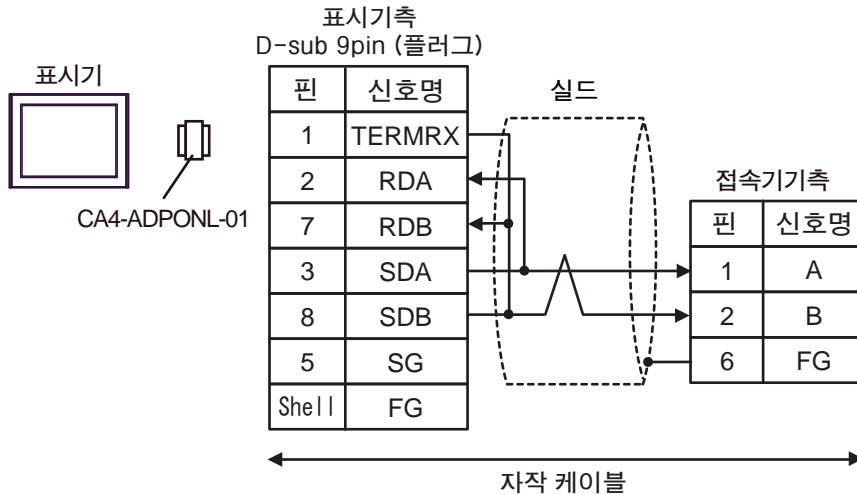 표시기측
D-sub 9pin (플러그)
표시기
CA4-ADPONL-01
핀 신호명
1 TERMRX
2 RDA
7 RDB
3 SDA
8 SDB
5 SG
Shell FG
실드
접속기기측
핀 신호명
1 A
2 B
6 FG
자작 케이블